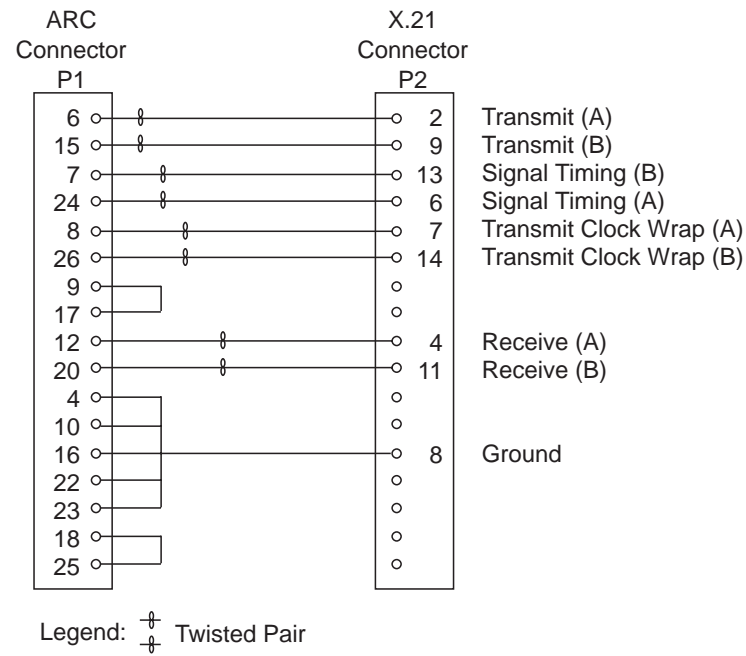 ARC X.21
Connector Connector
P1 P2
6 2 Transmit (A)
15 9 Transmit (B)
7 13 Signal Timing (B)
24 6 Signal Timing (A)
8 7 Transmit Clock Wrap (A)
26 14 Transmit Clock Wrap (B)
9
17
12 4 Receive (A)
20 11 Receive (B)
4
10
16 8 Ground
22
23
18
25
Legend: Twisted Pair